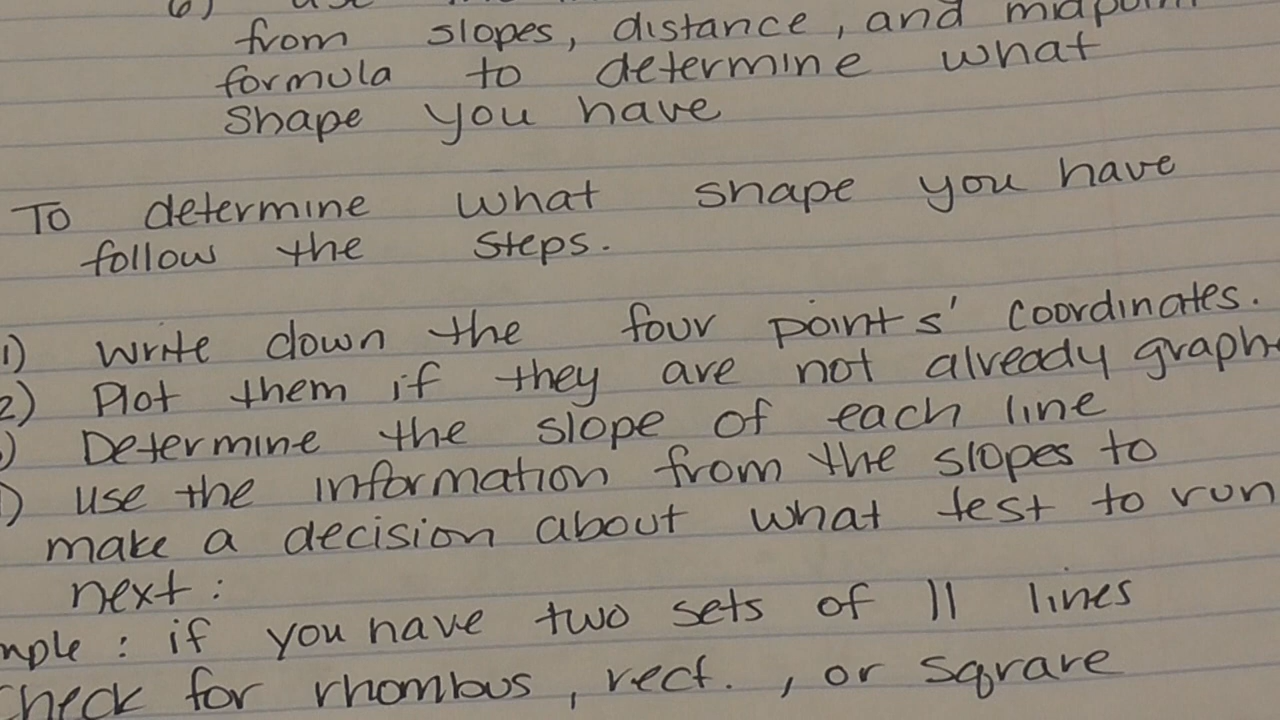 6) use
from slopes, distance, and midpoint
formula to determine what
shape you have
To determine what shape you have
follow the steps.
1) write down the four points' coordinates.
2) Plot them if they are not already graph
) Determine the slope of each line
) use the information from the slopes to
make a decision about what test to run
next:
mple: if you have two sets of || lines
check for rhombus, rect., or sqrare